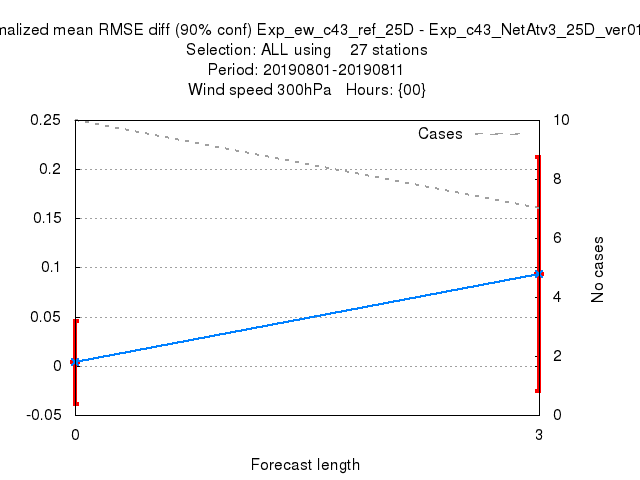 malized mean RMSE diff (90% conf) Exp_ew_c43_ref_25D - Exp_c43_NetAtv3_25D_ver01
Selection: ALL using 27 stations
Period: 20190801-20190811
Wind speed 300hPa Hours: {00}
Cases
0.25
0.2
0.15
0.1
0.05
0
-0.05
10
8
6
4
2
0
No cases
0
3
Forecast length